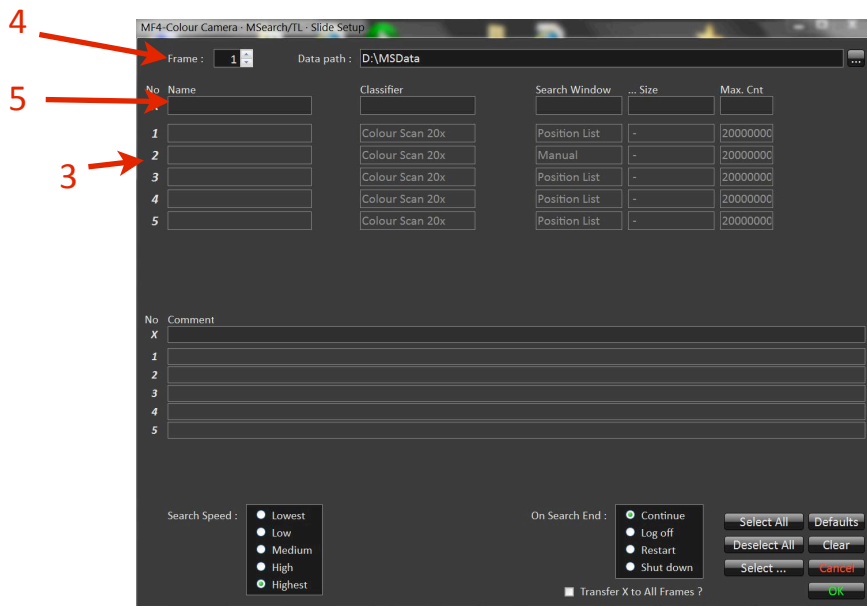 4
MF4-Colour Camera · MSearch/TL · Slide Setup
Frame : 1 Data path : D:\MSData ...
5
No Name Classifier Search Window ... Size Max. Cnt
1 Colour Scan 20x Position List - 20000000
2 Colour Scan 20x Manual - 20000000
3
3 Colour Scan 20x Position List - 20000000
4 Colour Scan 20x Position List - 20000000
5 Colour Scan 20x Position List - 20000000
No Comment
X
1
2
3
4
5
Search Speed : Lowest
Low
Medium
High
Highest
On Search End : Continue
Log off
Restart
Shut down
Transfer X to All Frames ?
Select All Defaults
Deselect All Clear
Select ... Cancel
OK